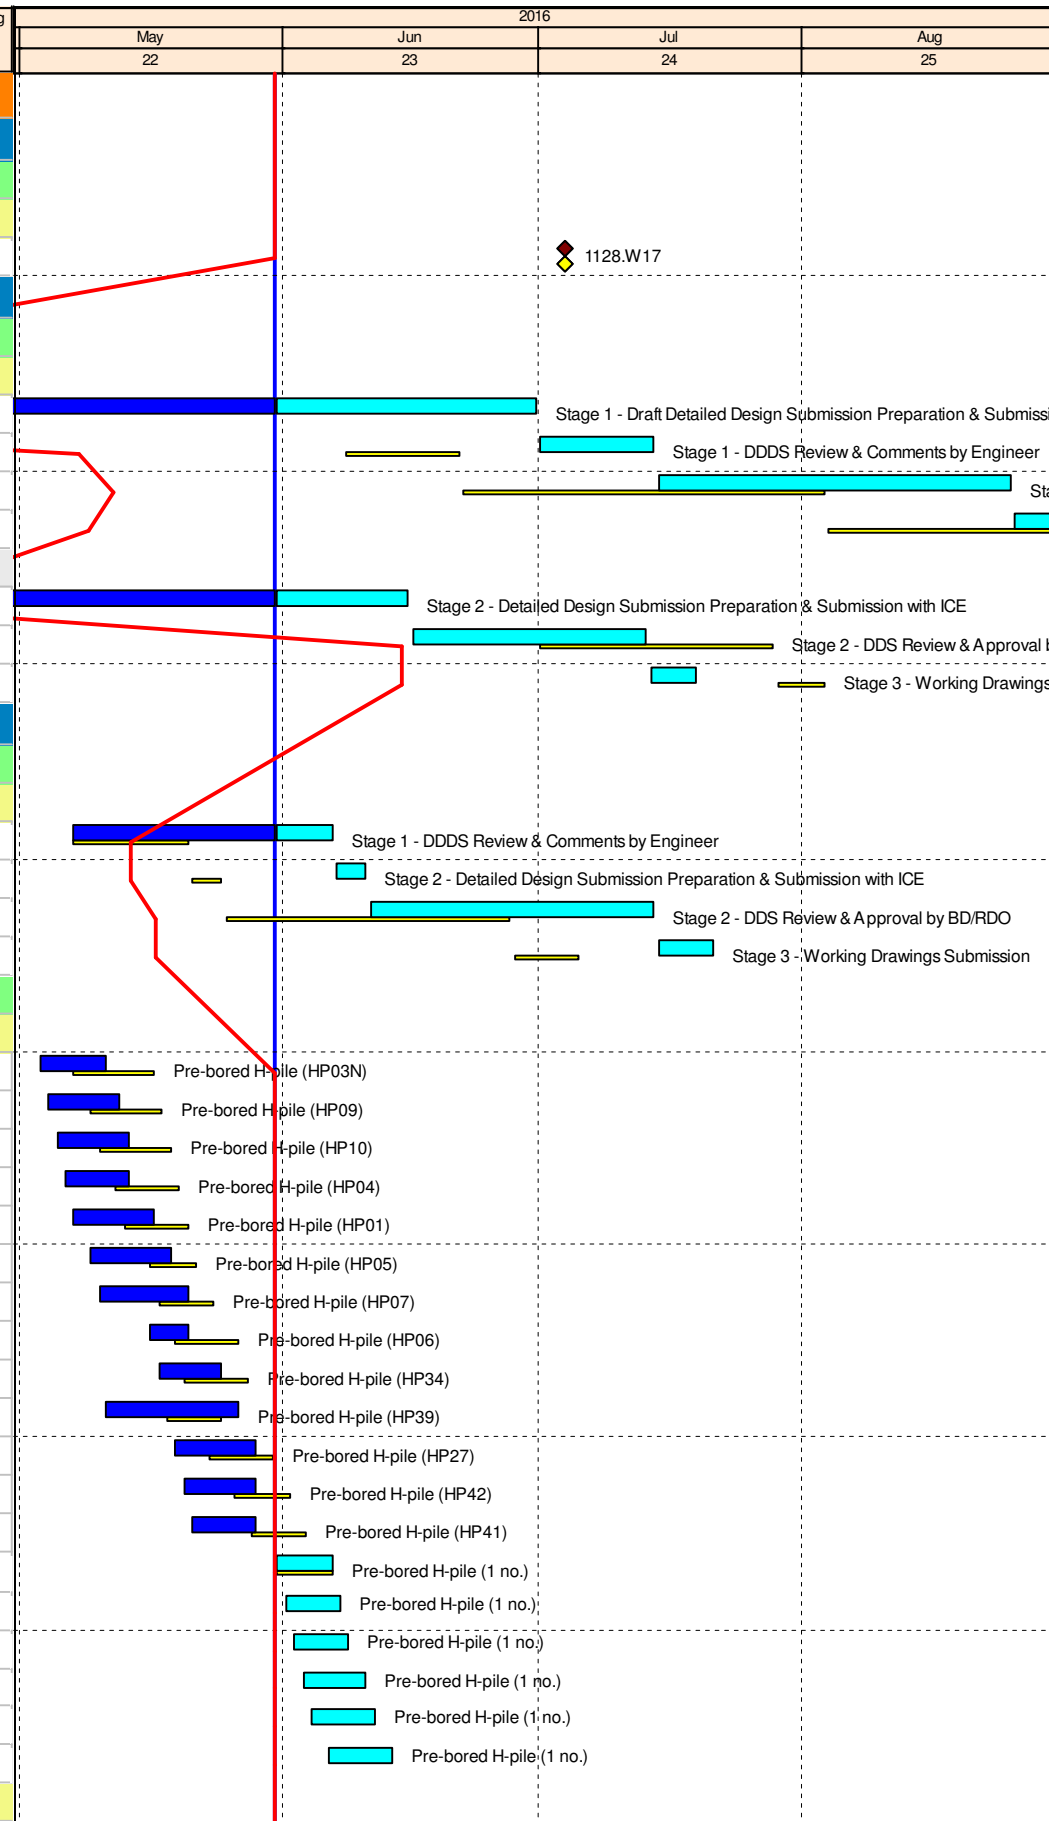 g
2016
May
Jun
Jul
Aug
22
23
24
25
1128.W17
Stage 1 - Draft Detailed Design Submission Preparation & Submissi
Stage 1 - DDDS Review & Comments by Engineer
Sta
Stage 2 - Detailed Design Submission Preparation & Submission with ICE
Stage 2 - DDS Review & Approval b
Stage 3 - Working Drawings
Stage 1 - DDDS Review & Comments by Engineer
Stage 2 - Detailed Design Submission Preparation & Submission with ICE
Stage 2 - DDS Review & Approval by BD/RDO
Stage 3 - Working Drawings Submission
Pre-bored H-pile (HP03N)
Pre-bored H-pile (HP09)
Pre-bored H-pile (HP10)
Pre-bored H-pile (HP04)
Pre-bored H-pile (HP01)
Pre-bored H-pile (HP05)
Pre-bored H-pile (HP07)
Pre-bored H-pile (HP06)
Pre-bored H-pile (HP34)
Pre-bored H-pile (HP39)
Pre-bored H-pile (HP27)
Pre-bored H-pile (HP42)
Pre-bored H-pile (HP41)
Pre-bored H-pile (1 no.)
Pre-bored H-pile (1 no.)
Pre-bored H-pile (1 no.)
Pre-bored H-pile (1 no.)
Pre-bored H-pile (1 no.)
Pre-bored H-pile (1 no.)